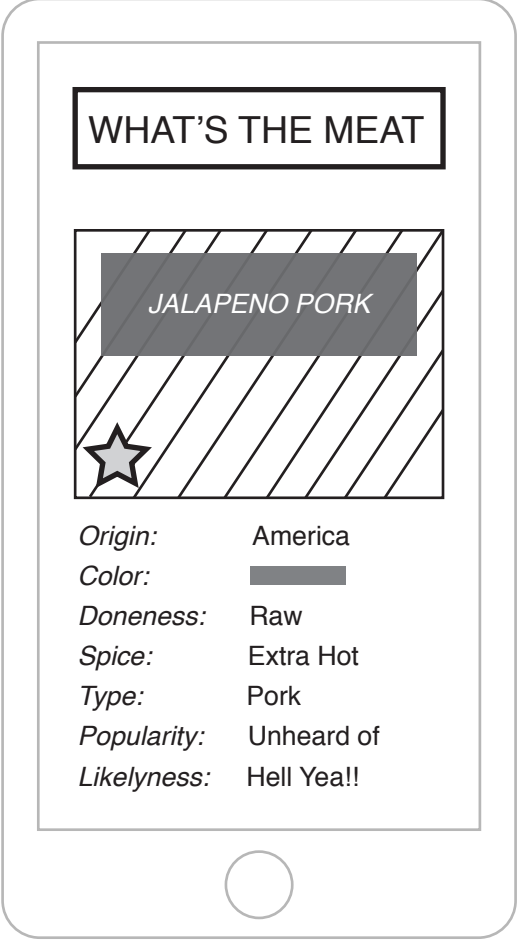 WHAT'S THE MEAT
JALAPENO PORK
Origin: America
Color:
Doneness: Raw
Spice: Extra Hot
Type: Pork
Popularity: Unheard of
Likelyness: Hell Yea!!